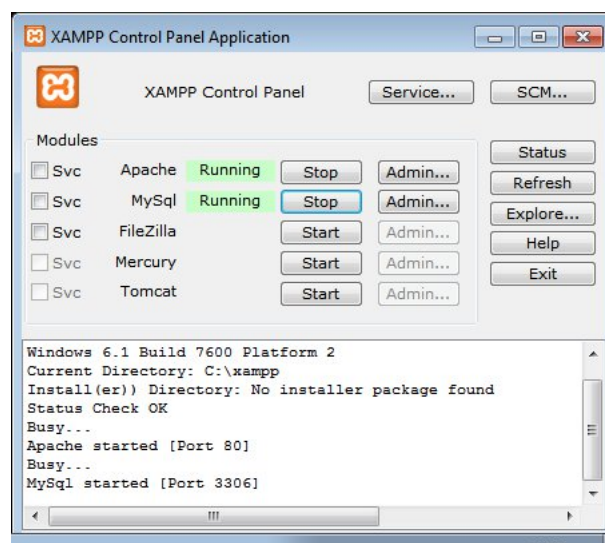 XAMPP Control Panel Application
XAMPP Control Panel Service... SCM...
Modules
Svc Apache Running Stop Admin...
Svc MySql Running Stop Admin...
Svc FileZilla Start Admin...
Svc Mercury Start Admin...
Svc Tomcat Start Admin...
Status
Refresh
Explore...
Help
Exit
Windows 6.1 Build 7600 Platform 2
Current Directory: C:\xampp
Install(er)) Directory: No installer package found
Status Check OK
Busy...
Apache started [Port 80]
Busy...
MySql started [Port 3306]